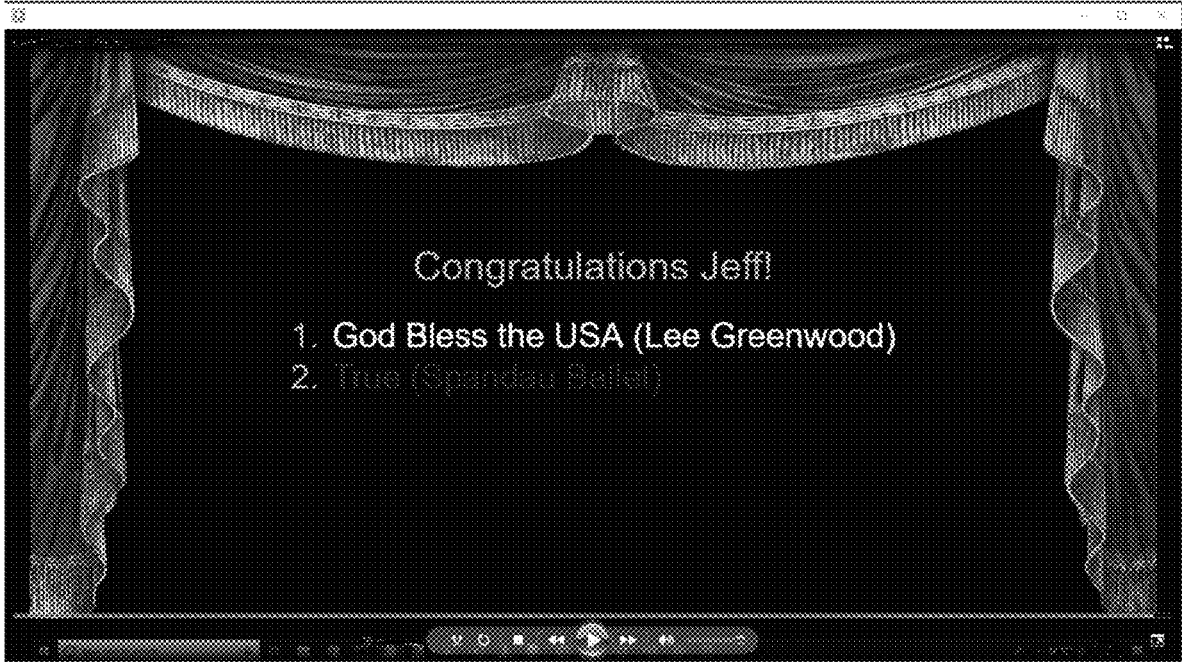 Congratulations Jeff!
1. God Bless the USA (Lee Greenwood)
2. True (Spandau Ballet)